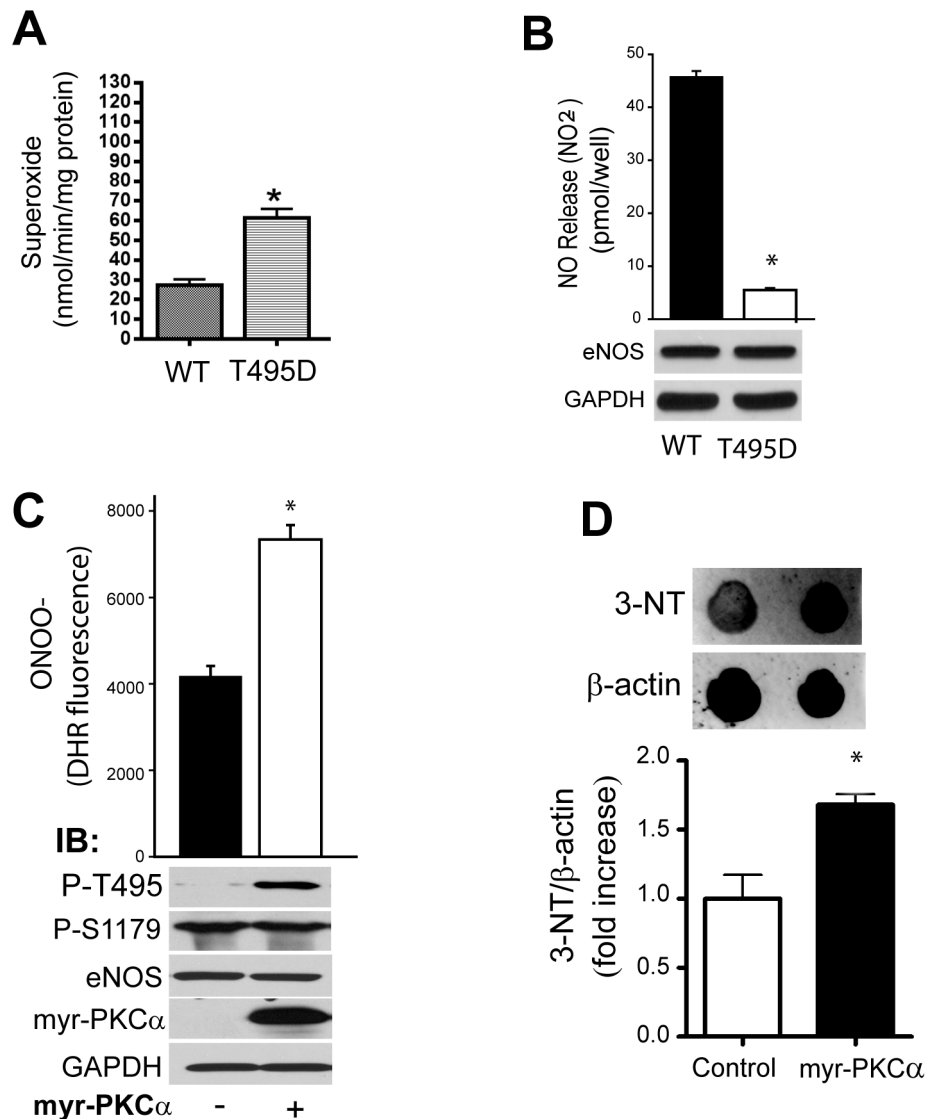 A
Superoxide
(nmol/min/mg protein)
130
120
110
100
90
80
70
60
50
40
30
20
10
0
*
WT T495D
B
NO Release (NO2-)
(pmol/well)
50
40
30
20
10
0
*
eNOS
GAPDH
WT T495D
C
ONOO-
(DHR fluorescence)
8000
6000
4000
2000
0
*
IB:
P-T495
P-S1179
eNOS
myr-PKCα
GAPDH
myr-PKCα - +
D
3-NT
β-actin
3-NT/β-actin
(fold increase)
2.0
1.5
1.0
0.5
0.0
*
Control myr-PKCα